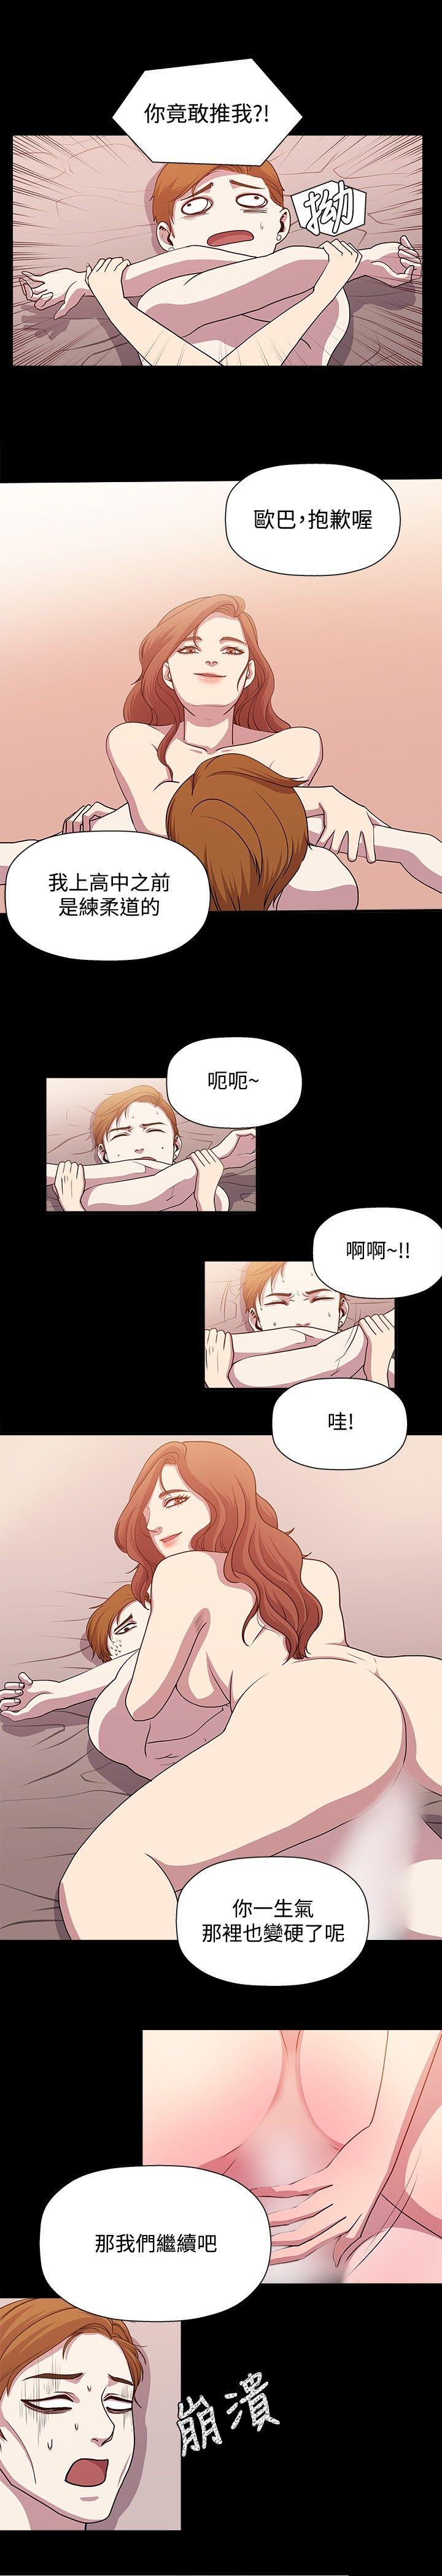 你竟敢推我?!
拗
歐巴,抱歉喔
我上高中之前
是練柔道的
呃呃~
啊啊~!!
哇!
你一生氣
那裡也變硬了呢
那我們繼續吧
崩潰